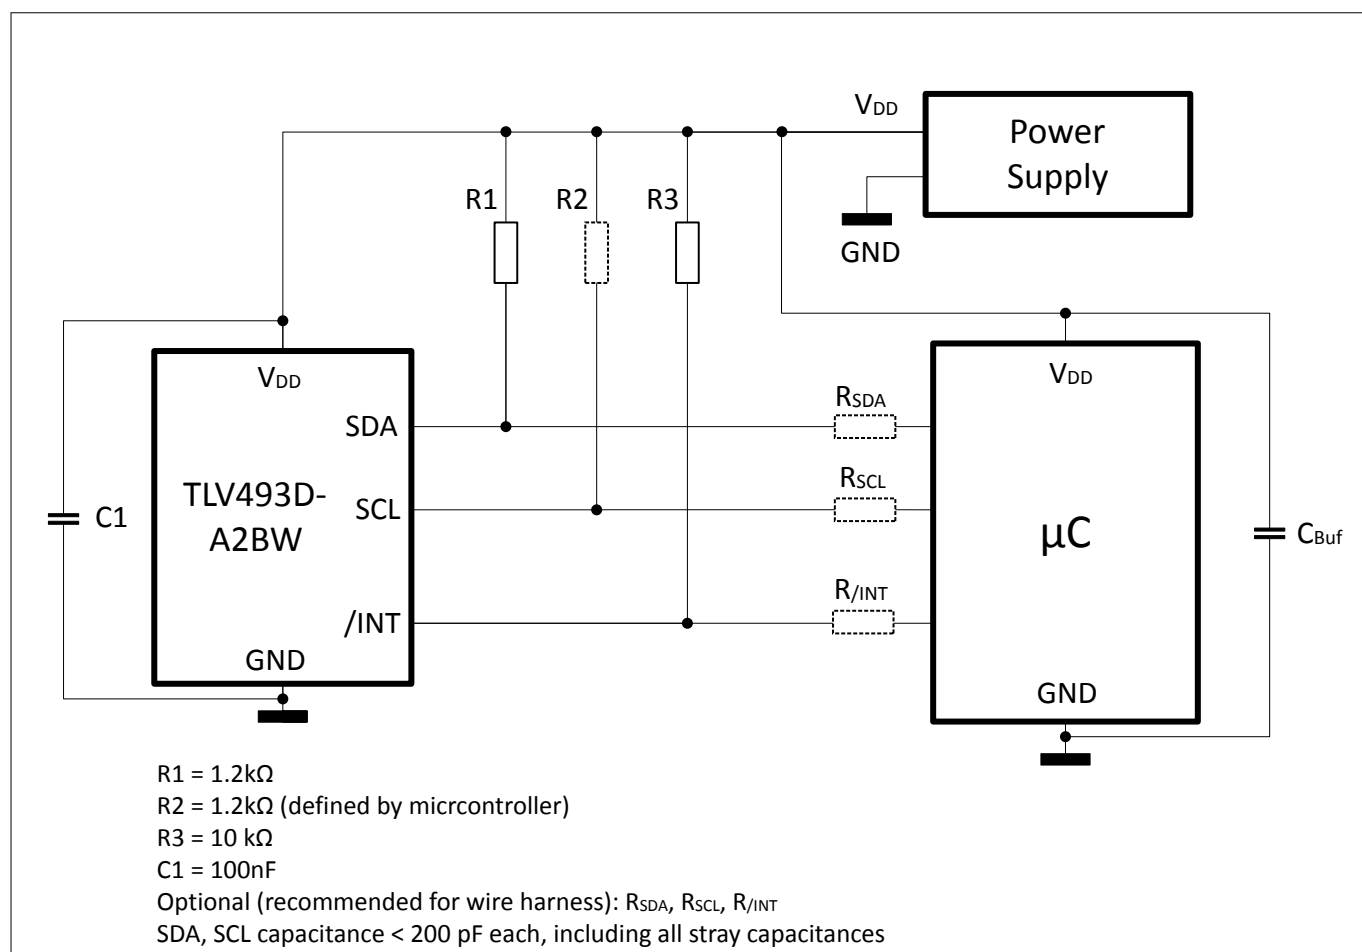 VDD
Power
Supply
GND
R1
R2
R3
VDD
SDA
TLV493D-
A2BW
SCL
/INT
GND
C1
RSDA
RSCL
R/INT
VDD
µC
GND
CBuf
R1 = 1.2kΩ
R2 = 1.2kΩ (defined by micrcontroller)
R3 = 10 kΩ
C1 = 100nF
Optional (recommended for wire harness): RSDA, RSCL, R/INT
SDA, SCL capacitance < 200 pF each, including all stray capacitances